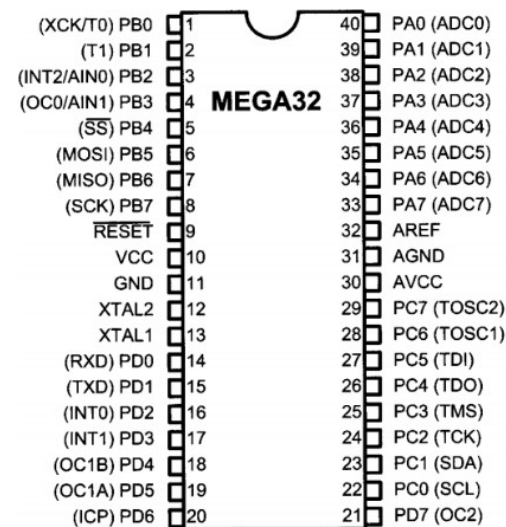 (XCK/T0) PB0 1 40 PA0 (ADC0)
(T1) PB1 2 39 PA1 (ADC1)
(INT2/AIN0) PB2 3 38 PA2 (ADC2)
(OC0/AIN1) PB3 4 MEGA32 37 PA3 (ADC3)
(SS) PB4 5 36 PA4 (ADC4)
(MOSI) PB5 6 35 PA5 (ADC5)
(MISO) PB6 7 34 PA6 (ADC6)
(SCK) PB7 8 33 PA7 (ADC7)
RESET 9 32 AREF
VCC 10 31 AGND
GND 11 30 AVCC
XTAL2 12 29 PC7 (TOSC2)
XTAL1 13 28 PC6 (TOSC1)
(RXD) PD0 14 27 PC5 (TDI)
(TXD) PD1 15 26 PC4 (TDO)
(INT0) PD2 16 25 PC3 (TMS)
(INT1) PD3 17 24 PC2 (TCK)
(OC1B) PD4 18 23 PC1 (SDA)
(OC1A) PD5 19 22 PC0 (SCL)
(ICP) PD6 20 21 PD7 (OC2)